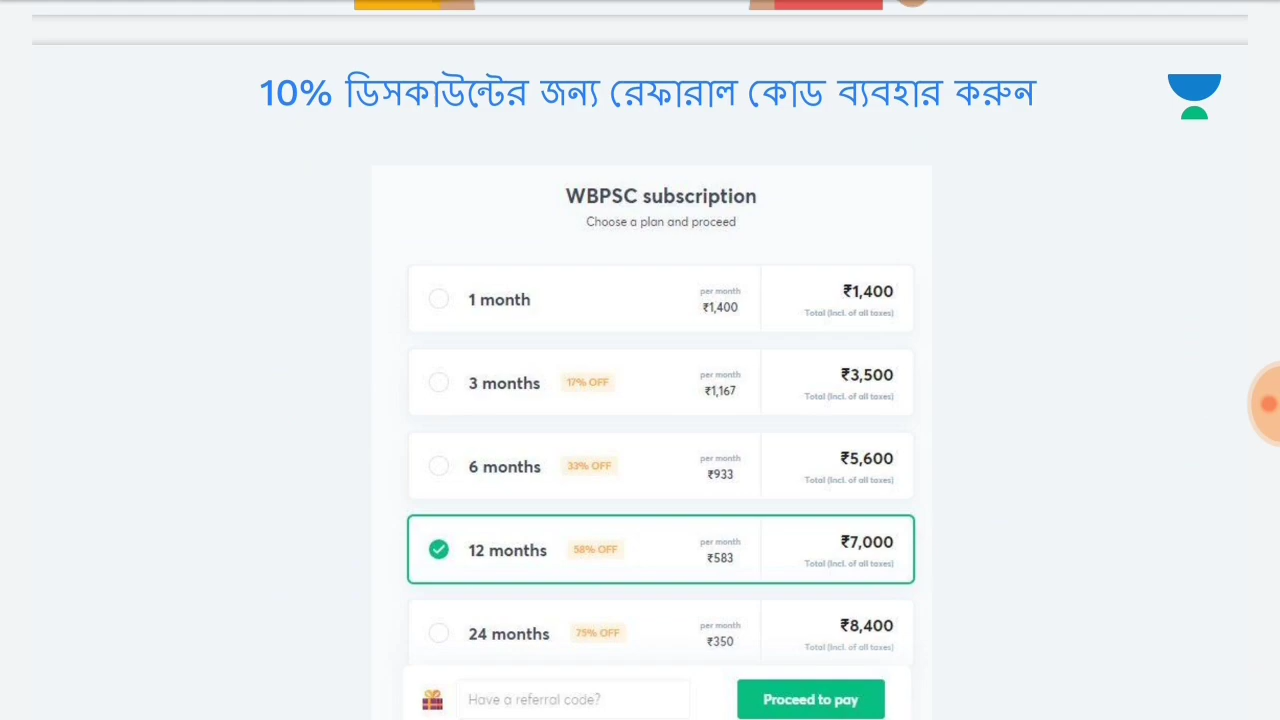 10% ডিসকাউন্টের জন্য রেফারাল কোড ব্যবহার করুন
WBPSC subscription
Choose a plan and proceed
1 month
per month
₹1,400
₹1,400
Total (Incl. of all taxes)
3 months
17% OFF
per month
₹1,167
₹3,500
Total (Incl. of all taxes)
6 months
33% OFF
per month
₹933
₹5,600
Total (Incl. of all taxes)
12 months
58% OFF
per month
₹583
₹7,000
Total (Incl. of all taxes)
24 months
75% OFF
per month
₹350
₹8,400
Total (Incl. of all taxes)
Have a referral code?
Proceed to pay